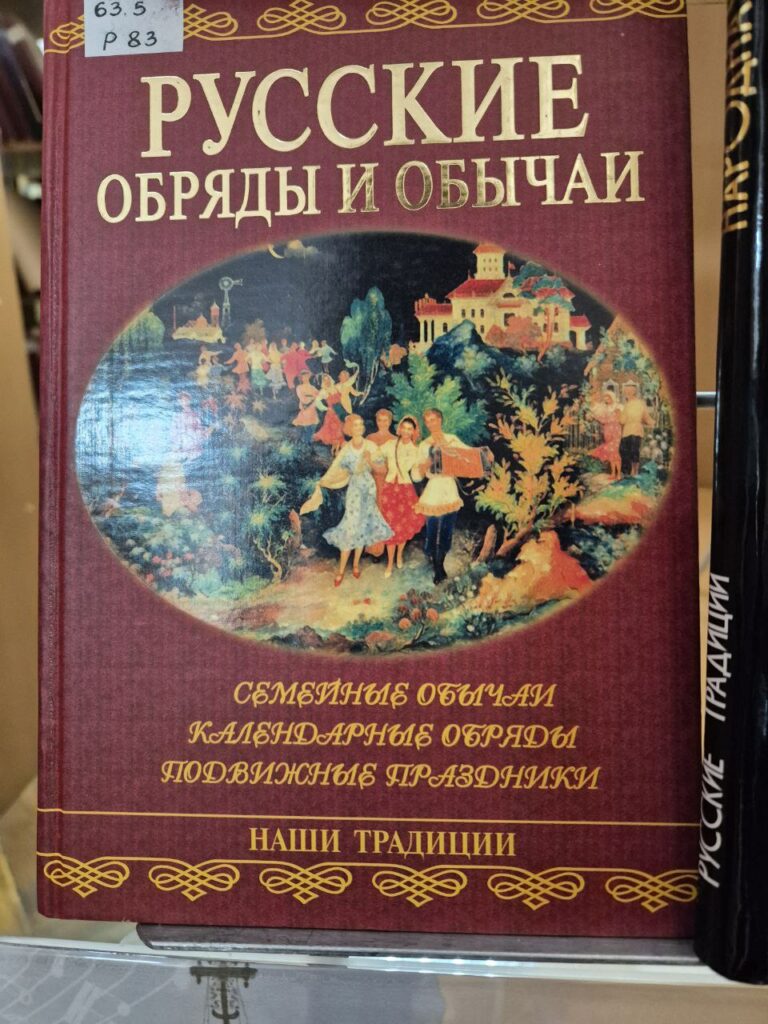 63.5
Р 83
РУССКИЕ
ОБРЯДЫ И ОБЫЧАИ
СЕМЕЙНЫЕ ОБЫЧАИ
КАЛЕНДАРНЫЕ ОБРЯДЫ
ПОДВИЖНЫЕ ПРАЗДНИКИ
НАШИ ТРАДИЦИИ
РУССКИЕ ТРАДИЦИИ